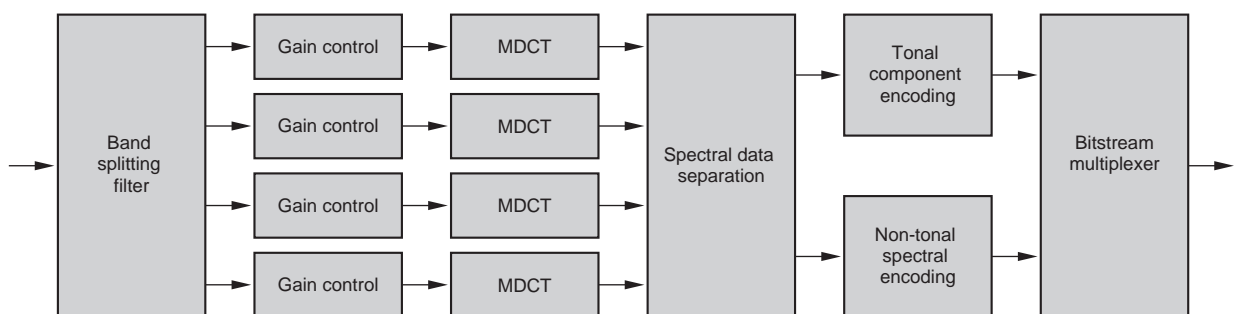 Band
splitting
filter
Gain control
MDCT
Gain control
MDCT
Gain control
MDCT
Gain control
MDCT
Spectral data
separation
Tonal
component
encoding
Non-tonal
spectral
encoding
Bitstream
multiplexer